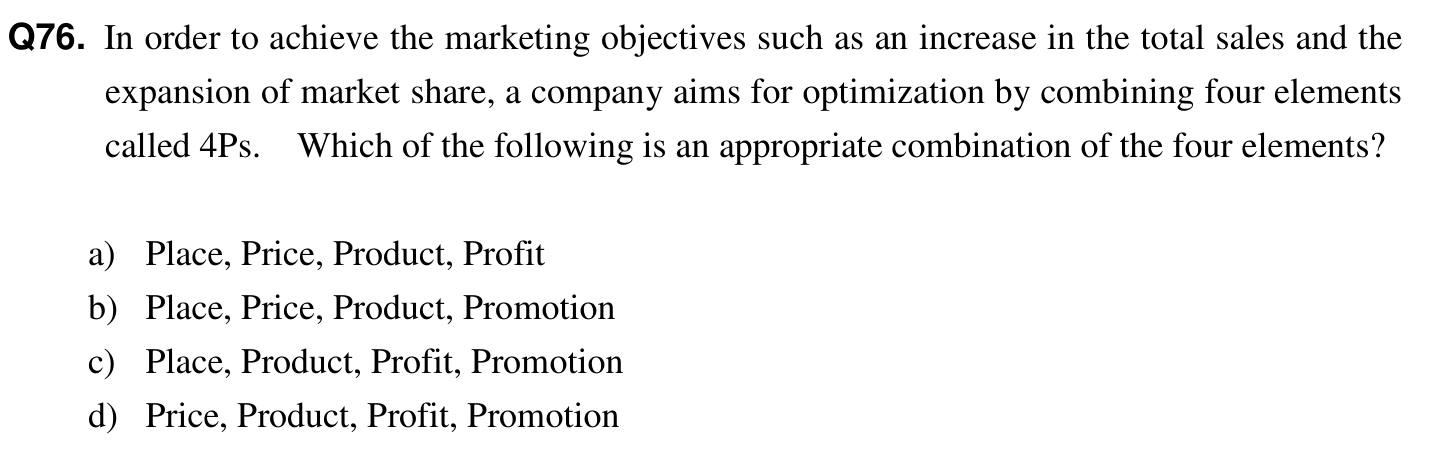 Q76. In order to achieve the marketing objectives such as an increase in the total sales and the
expansion of market share, a company aims for optimization by combining four elements
called 4Ps. Which of the following is an appropriate combination of the four elements?
a) Place, Price, Product, Profit
b) Place, Price, Product, Promotion
c) Place, Product, Profit, Promotion
d) Price, Product, Profit, Promotion